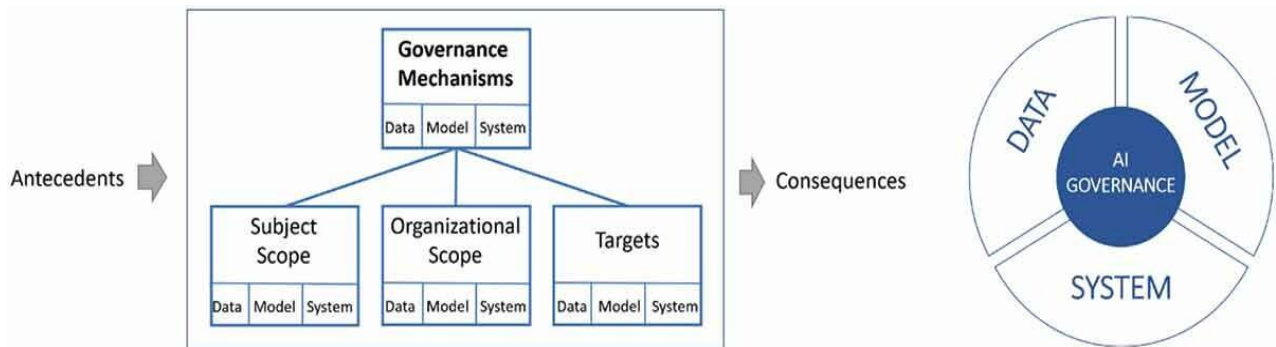 Antecedents
Governance
Mechanisms
Data Model System
Subject
Scope
Data Model System
Organizational
Scope
Data Model System
Targets
Data Model System
Consequences
DATA
MODEL
AI
GOVERNANCE
SYSTEM